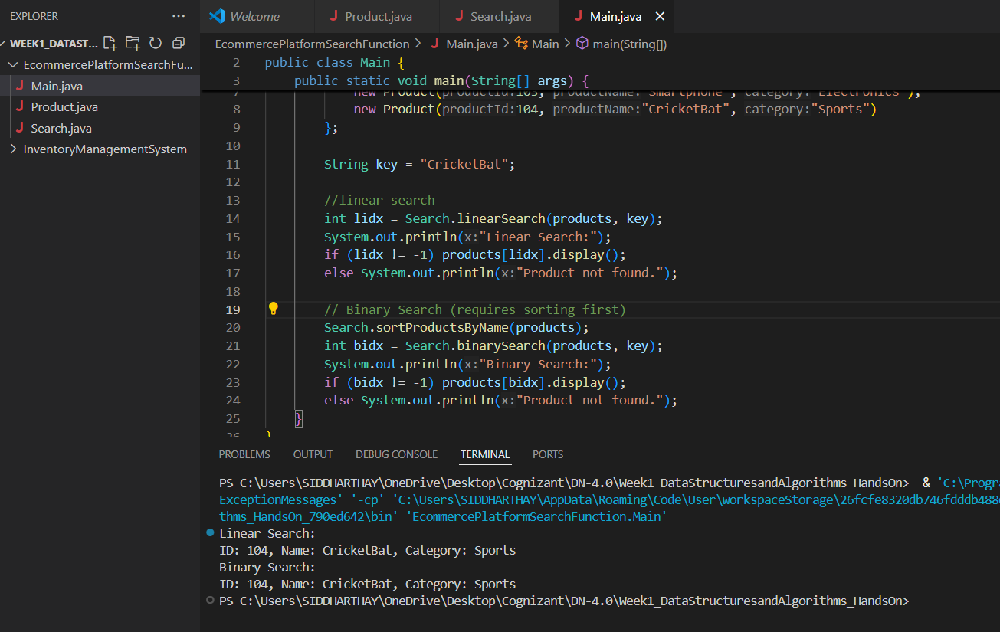 EXPLORER
···
Welcome
J Product.java
J Search.java
J Main.java
WEEK1_DATAST...
EcommercePlatformSearchFunction > J Main.java > Main > main(String[])
EcommercePlatformSearchFu...
J Main.java
J Product.java
J Search.java
InventoryManagementSystem
2 public class Main {
3 public static void main(String[] args) {
7 new Product(productId:103, productName:"Smartphone", category:"Electronics"),
8 new Product(productId:104, productName:"CricketBat", category:"Sports")
9 };
10
11 String key = "CricketBat";
12
13 //linear search
14 int lidx = Search.linearSearch(products, key);
15 System.out.println(x:"Linear Search:");
16 if (lidx != -1) products[lidx].display();
17 else System.out.println(x:"Product not found.");
18
19 // Binary Search (requires sorting first)
20 Search.sortProductsByName(products);
21 int bidx = Search.binarySearch(products, key);
22 System.out.println(x:"Binary Search:");
23 if (bidx != -1) products[bidx].display();
24 else System.out.println(x:"Product not found.");
25 }
26 }
PROBLEMS OUTPUT DEBUG CONSOLE TERMINAL PORTS
PS C:\Users\SIDDHARTHAY\OneDrive\Desktop\Cognizant\DN-4.0\Week1_DataStructuresandAlgorithms_HandsOn> & 'C:\Progra
ExceptionMessages' '-cp' 'C:\Users\SIDDHARTHAY\AppData\Roaming\Code\User\workspaceStorage\26fcfe8320db746fdddb488
thms_HandsOn_790ed642\bin' 'EcommercePlatformSearchFunction.Main'
Linear Search:
ID: 104, Name: CricketBat, Category: Sports
Binary Search:
ID: 104, Name: CricketBat, Category: Sports
PS C:\Users\SIDDHARTHAY\OneDrive\Desktop\Cognizant\DN-4.0\Week1_DataStructuresandAlgorithms_HandsOn>